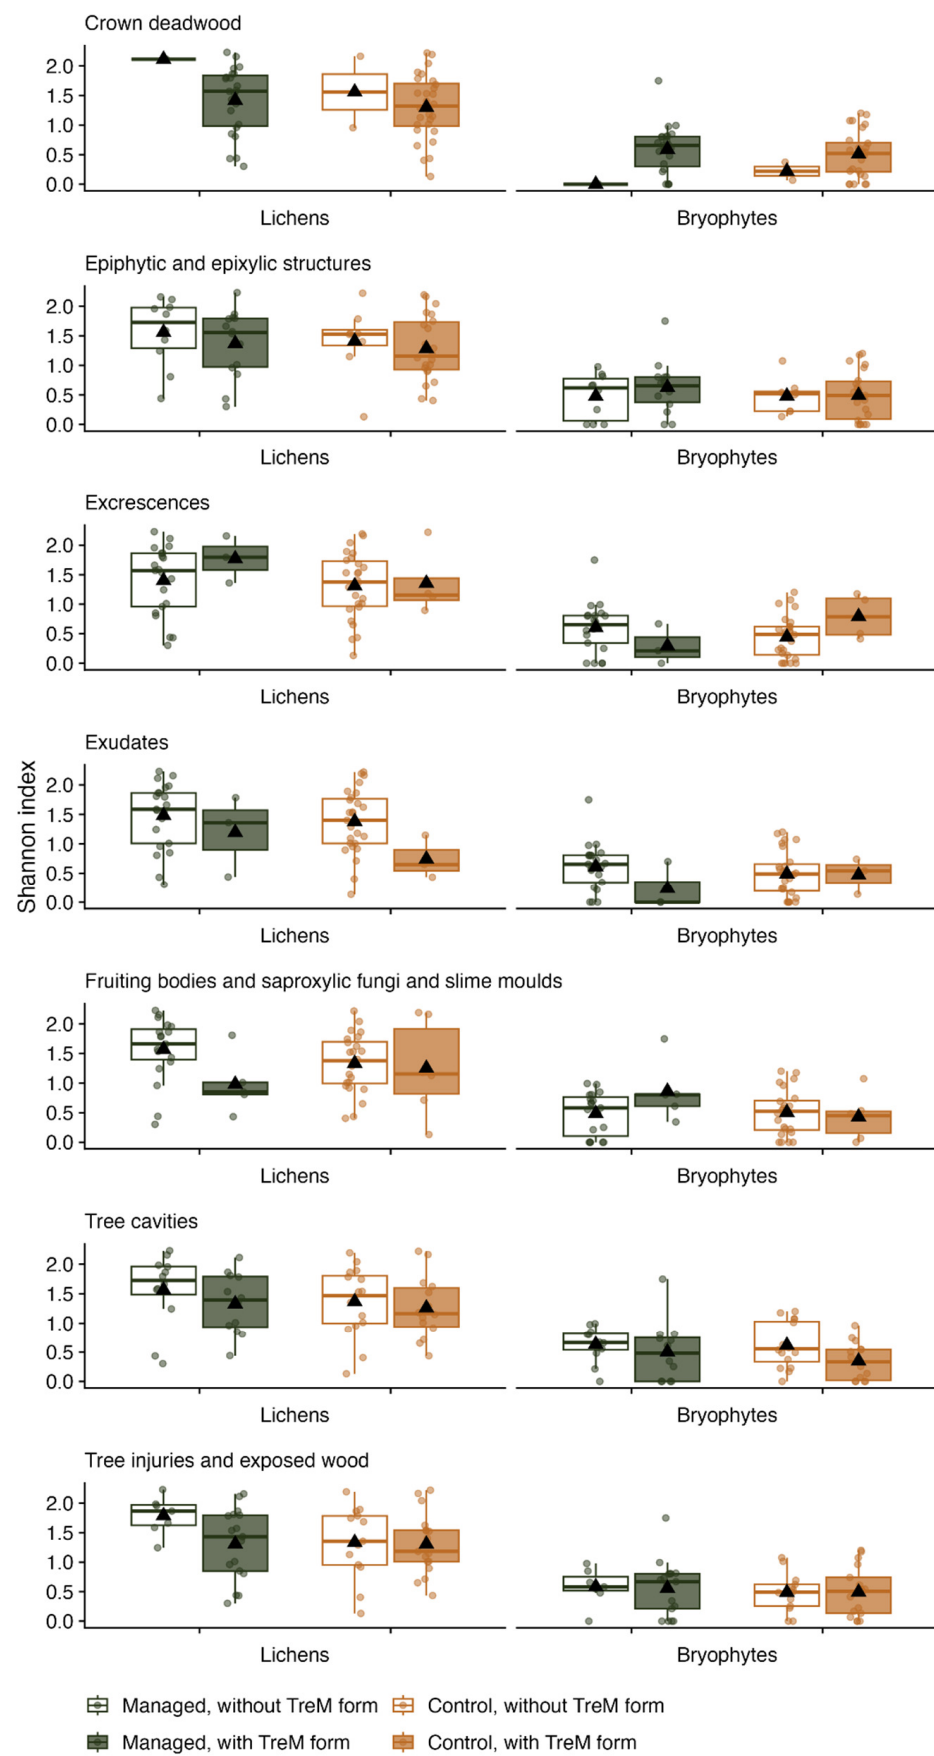 Crown deadwood
2.0
1.5
1.0
0.5
0.0
Lichens
Bryophytes
Epiphytic and epixylic structures
2.0
1.5
1.0
0.5
0.0
Lichens
Bryophytes
Excrescences
2.0
1.5
1.0
0.5
0.0
Lichens
Bryophytes
Exudates
Shannon index
2.0
1.5
1.0
0.5
0.0
Lichens
Bryophytes
Fruiting bodies and saproxylic fungi and slime moulds
2.0
1.5
1.0
0.5
0.0
Lichens
Bryophytes
Tree cavities
2.0
1.5
1.0
0.5
0.0
Lichens
Bryophytes
Tree injuries and exposed wood
2.0
1.5
1.0
0.5
0.0
Lichens
Bryophytes
Managed, without TreM form
Control, without TreM form
Managed, with TreM form
Control, with TreM form